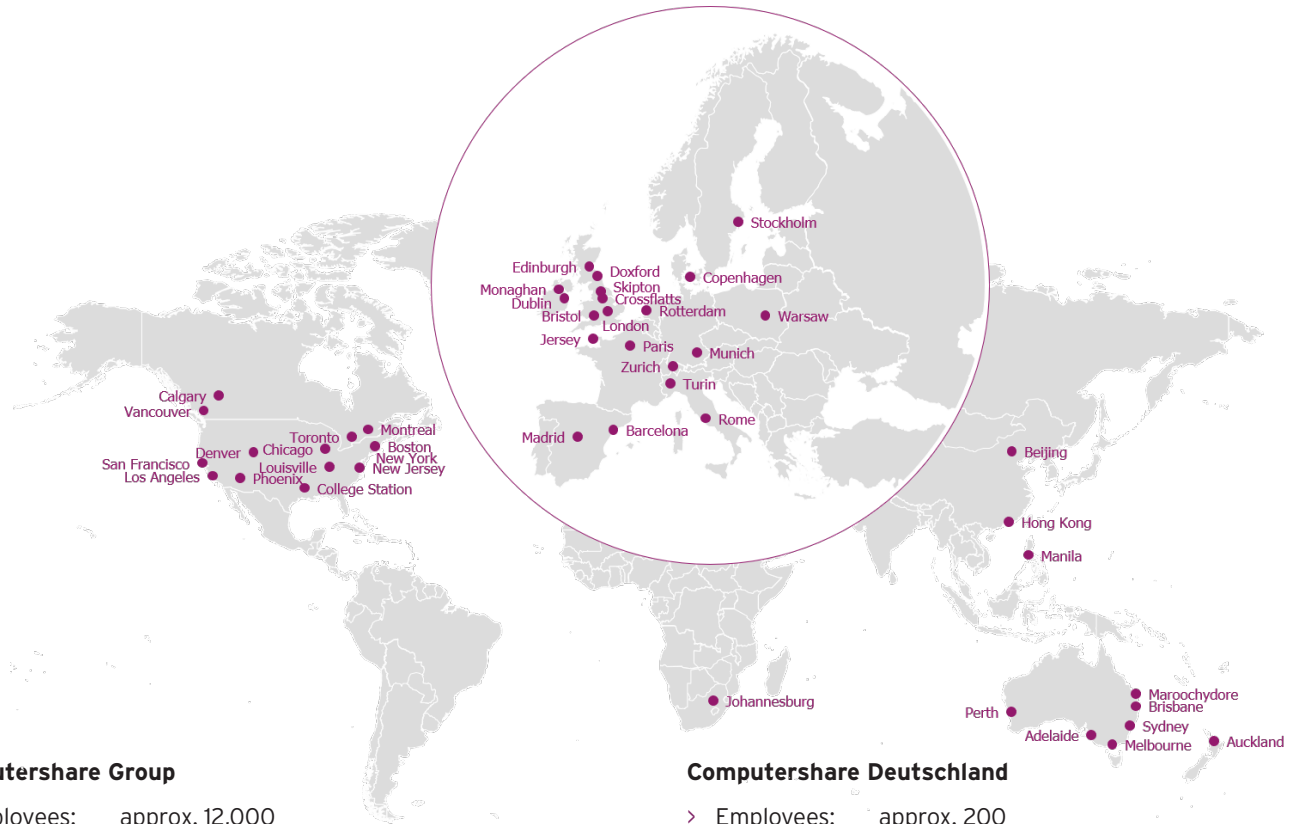 Stockholm
Edinburgh
Doxford
Copenhagen
Monaghan
Skipton
Dublin
Crossflatts
Bristol
Rotterdam
Warsaw
London
Jersey
Paris
Munich
Zurich
Turin
Calgary
Vancouver
Rome
Madrid
Barcelona
Toronto
Montreal
Denver
Chicago
Boston
New York
San Francisco
Louisville
New Jersey
Los Angeles
Phoenix
College Station
Beijing
Hong Kong
Manila
Johannesburg
Maroochydore
Perth
Brisbane
Sydney
Adelaide
Melbourne
Auckland
utershare Group
ployees: approx. 12,000
Computershare Deutschland
> Employees: approx. 200